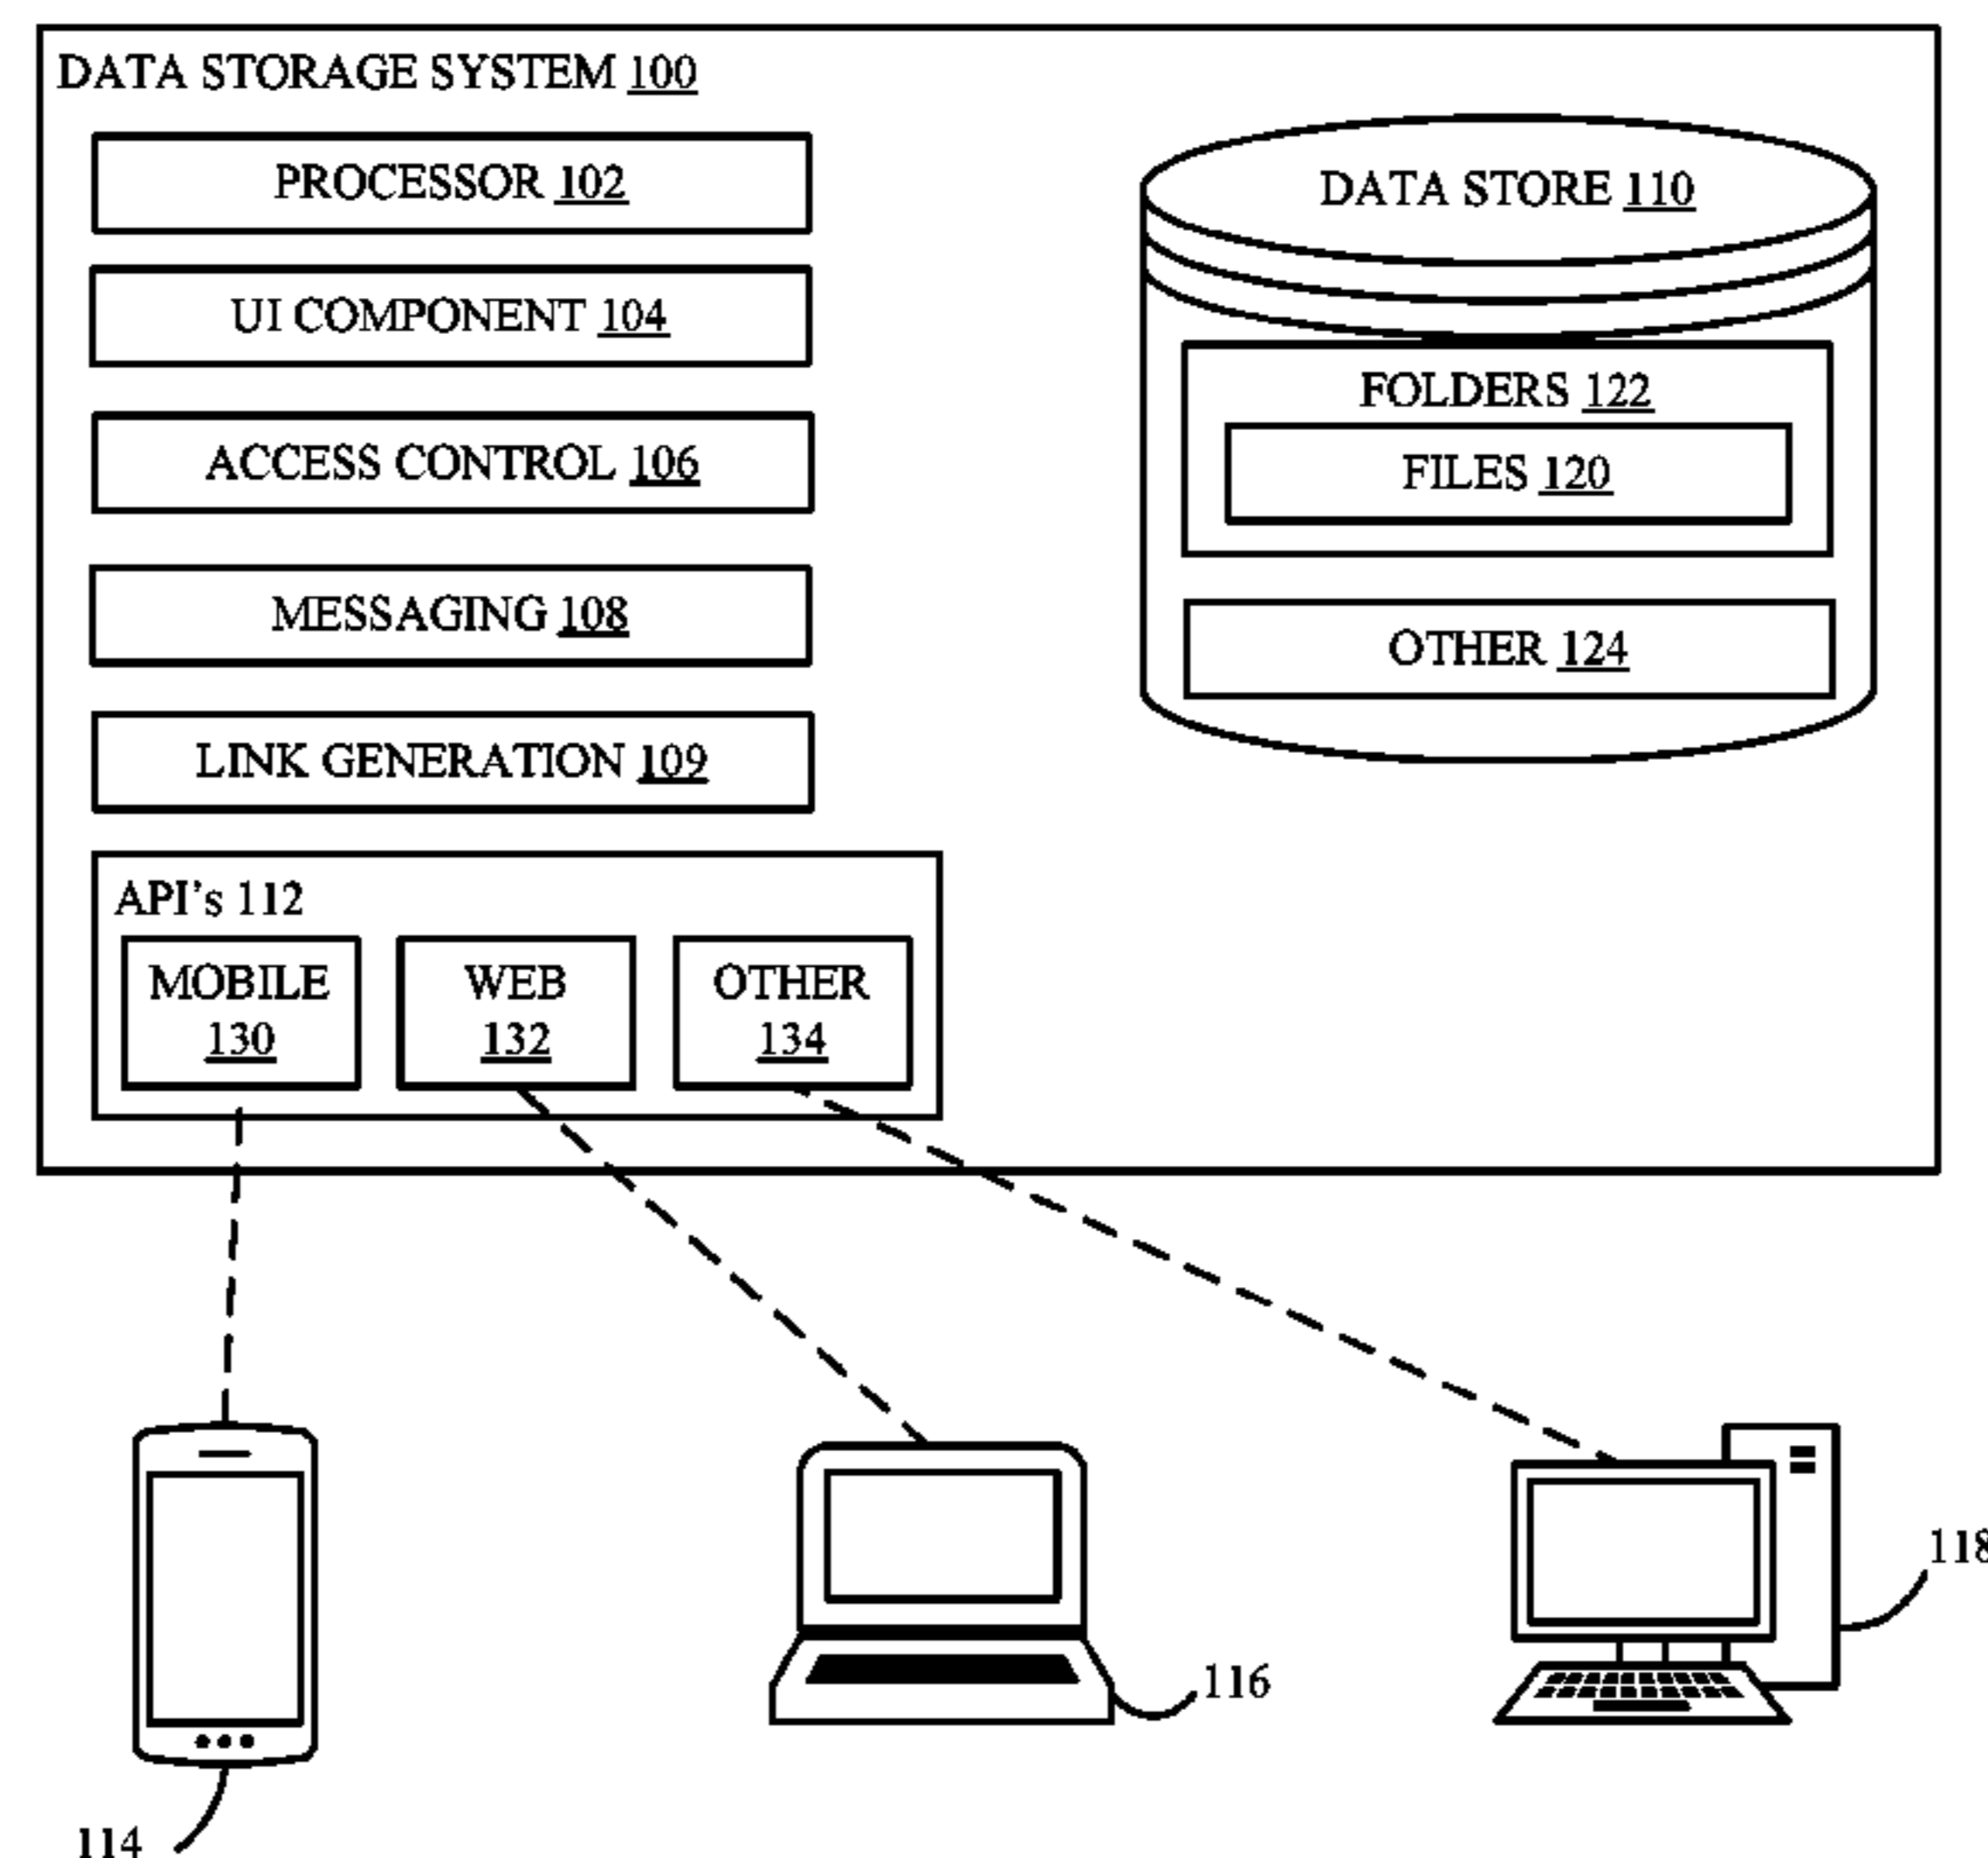 DATA STORAGE SYSTEM 100
PROCESSOR 102
UI COMPONENT 104
ACCESS CONTROL 106
MESSAGING 108
LINK GENERATION 109
API's 112
MOBILE
130
WEB
132
OTHER
134
DATA STORE 110
FOLDERS 122
FILES 120
OTHER 124
114
116
118